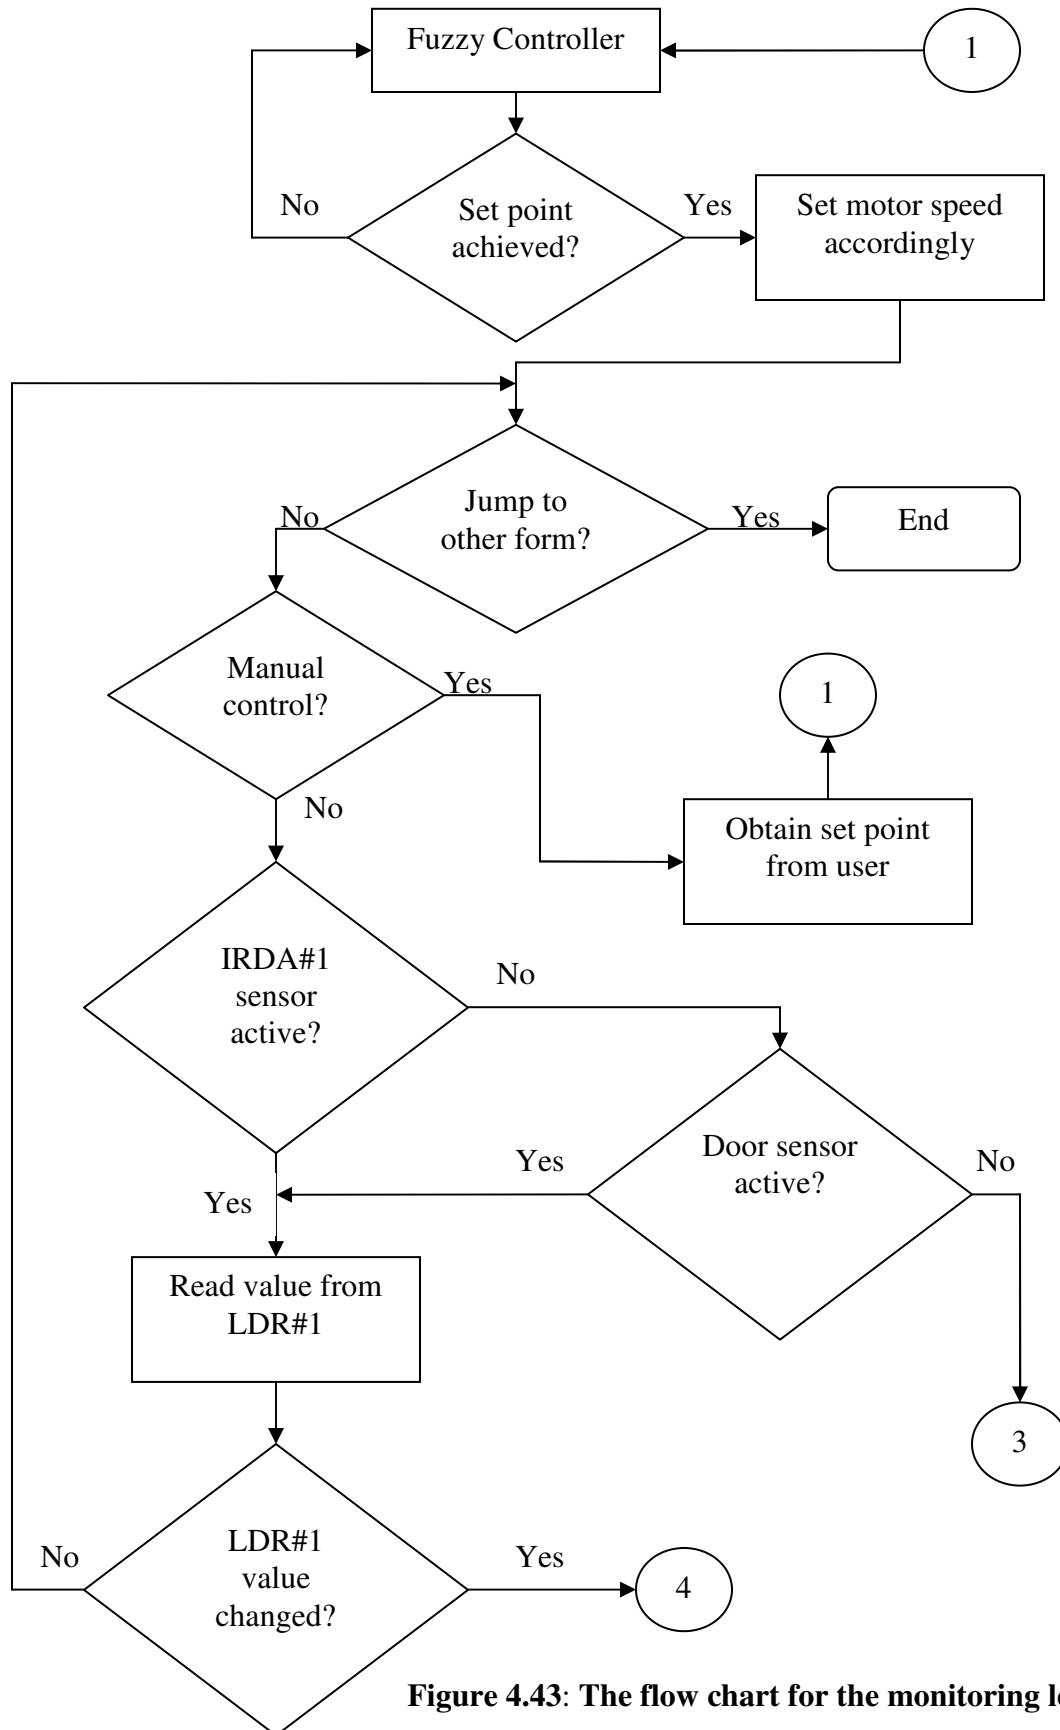 Fuzzy Controller
1
No
Set point
achieved?
Yes
Set motor speed
accordingly
No
Jump to
other form?
Yes
End
Manual
control?
Yes
1
No
Obtain set point
from user
IRDA#1
sensor
active?
No
Yes
Door sensor
active?
No
Yes
Read value from
LDR#1
3
No
LDR#1
value
changed?
Yes
4
Figure 4.43: The flow chart for the monitoring